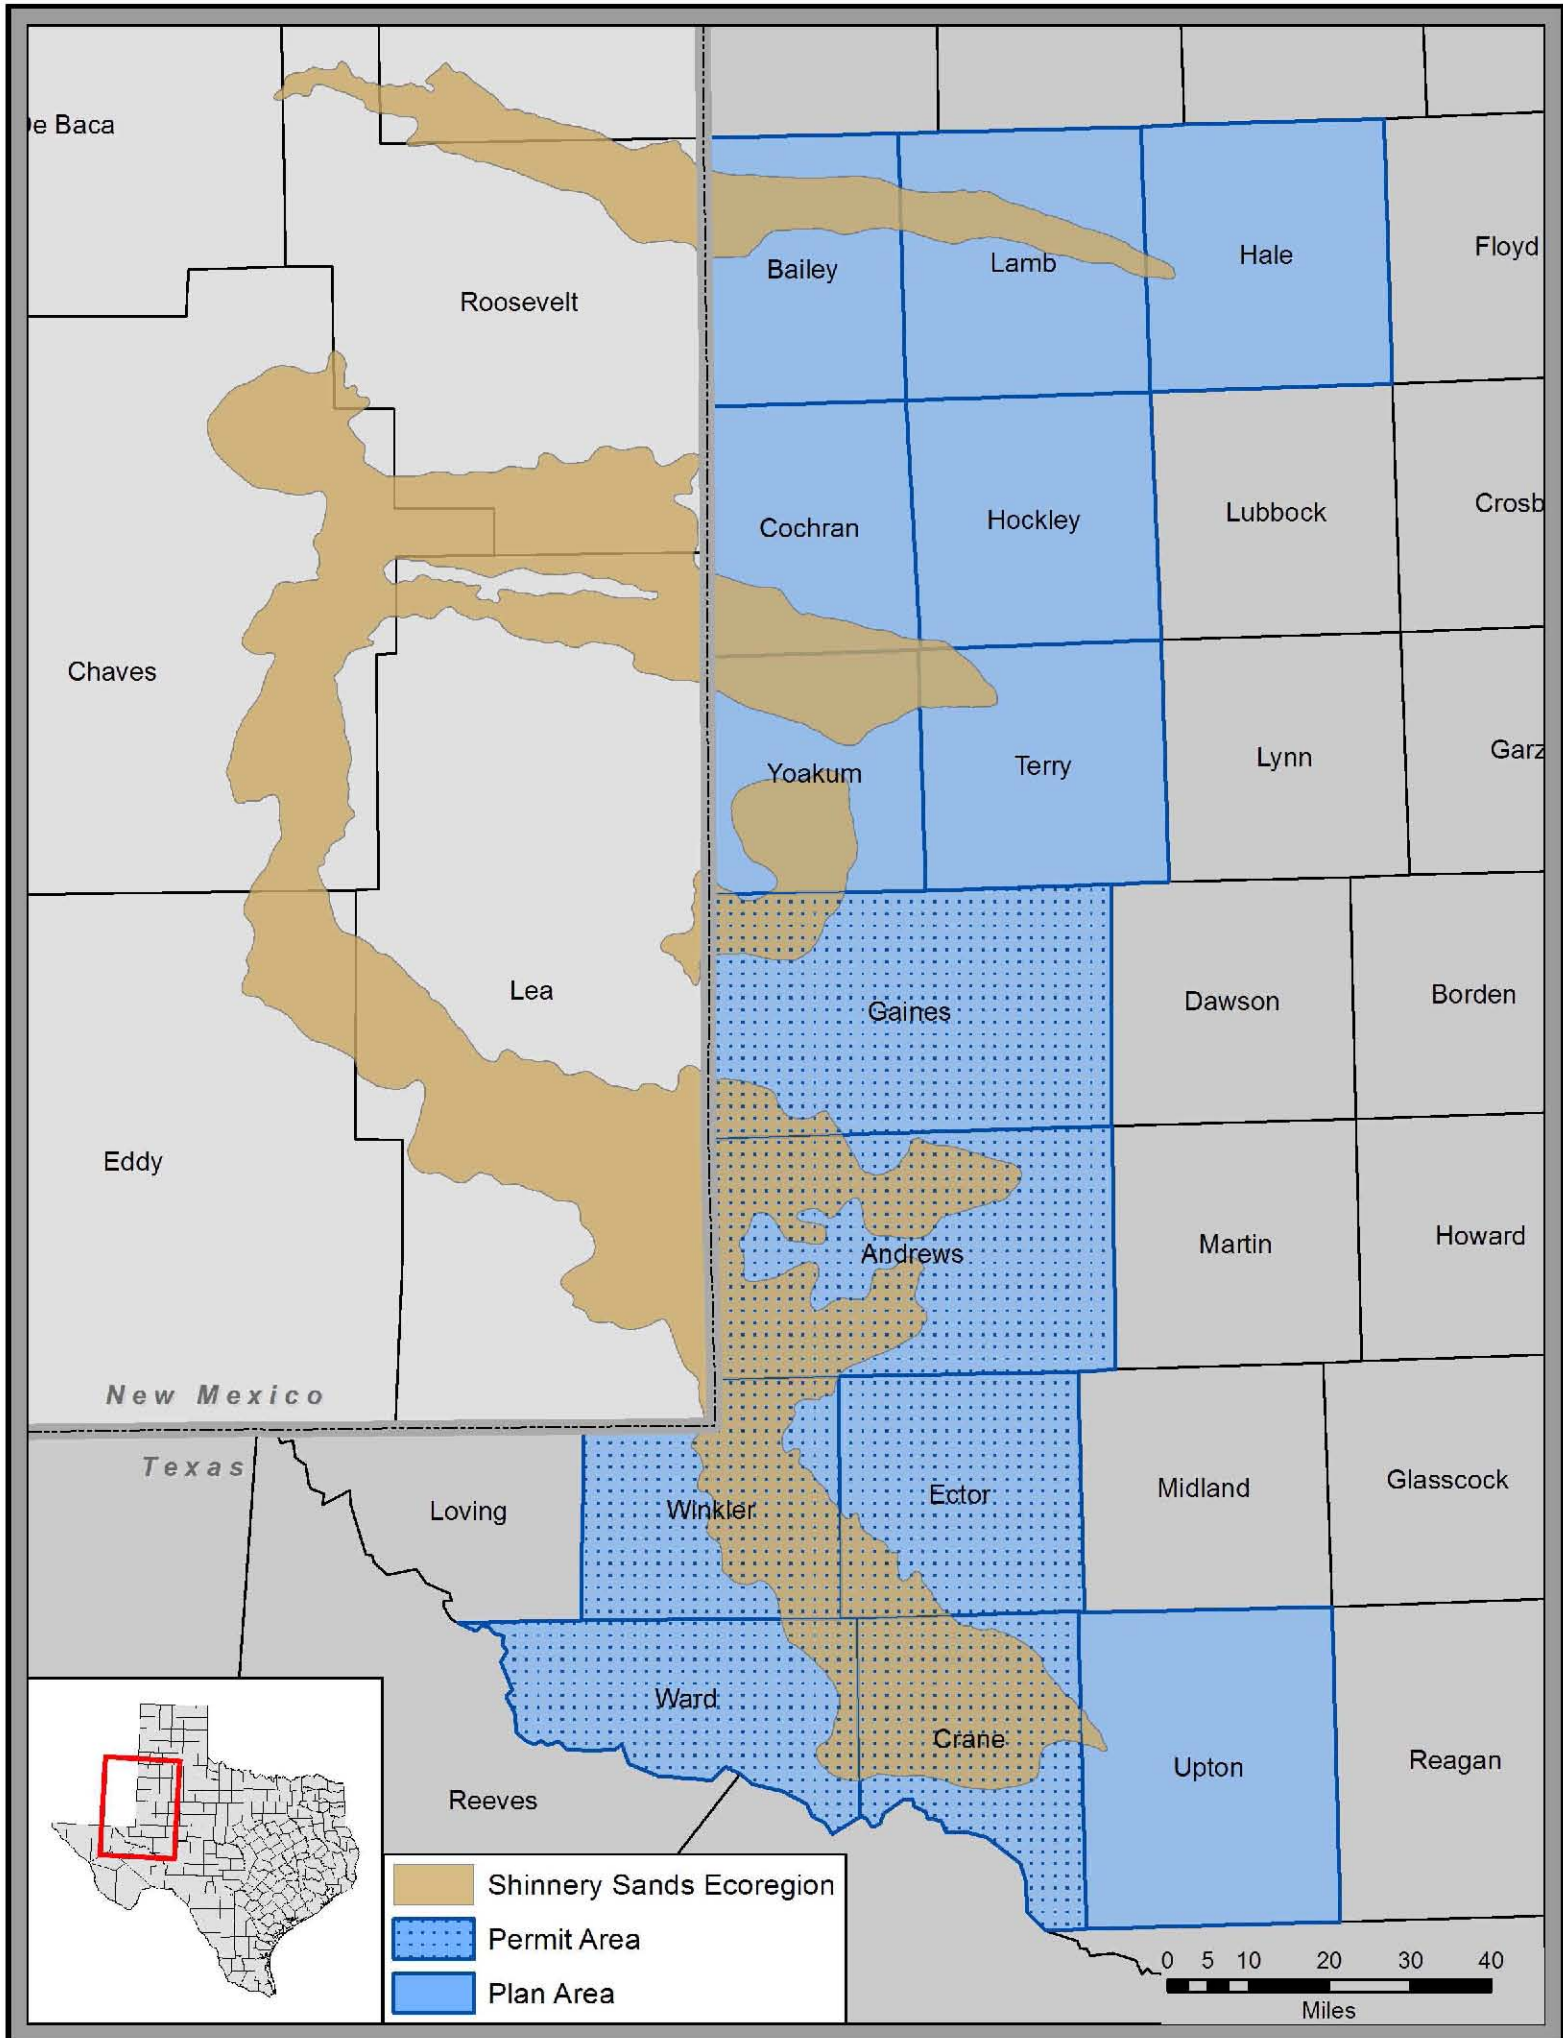 e Baca
Roosevelt
Bailey
Lamb
Hale
Floyd
Cochran
Hockley
Lubbock
Crosb
Chaves
Yoakum
Terry
Lynn
Garz
Lea
Gaines
Dawson
Borden
Eddy
Andrews
Martin
Howard
New Mexico
Texas
Loving
Winkler
Ector
Midland
Glasscock
Ward
Crane
Upton
Reagan
Reeves
Shinnery Sands Ecoregion
Permit Area
Plan Area
0 5 10 20 30 40
Miles